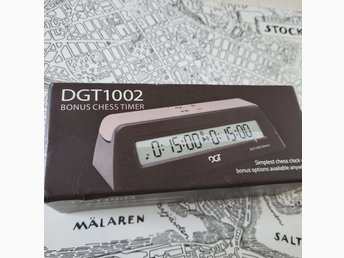 STOCK
DGT1002
BONUS CHESS TIMER
0:15:00 0:15:00
DGT
Simplest chess clock
bonus options available anyw
MÄLAREN
SALT